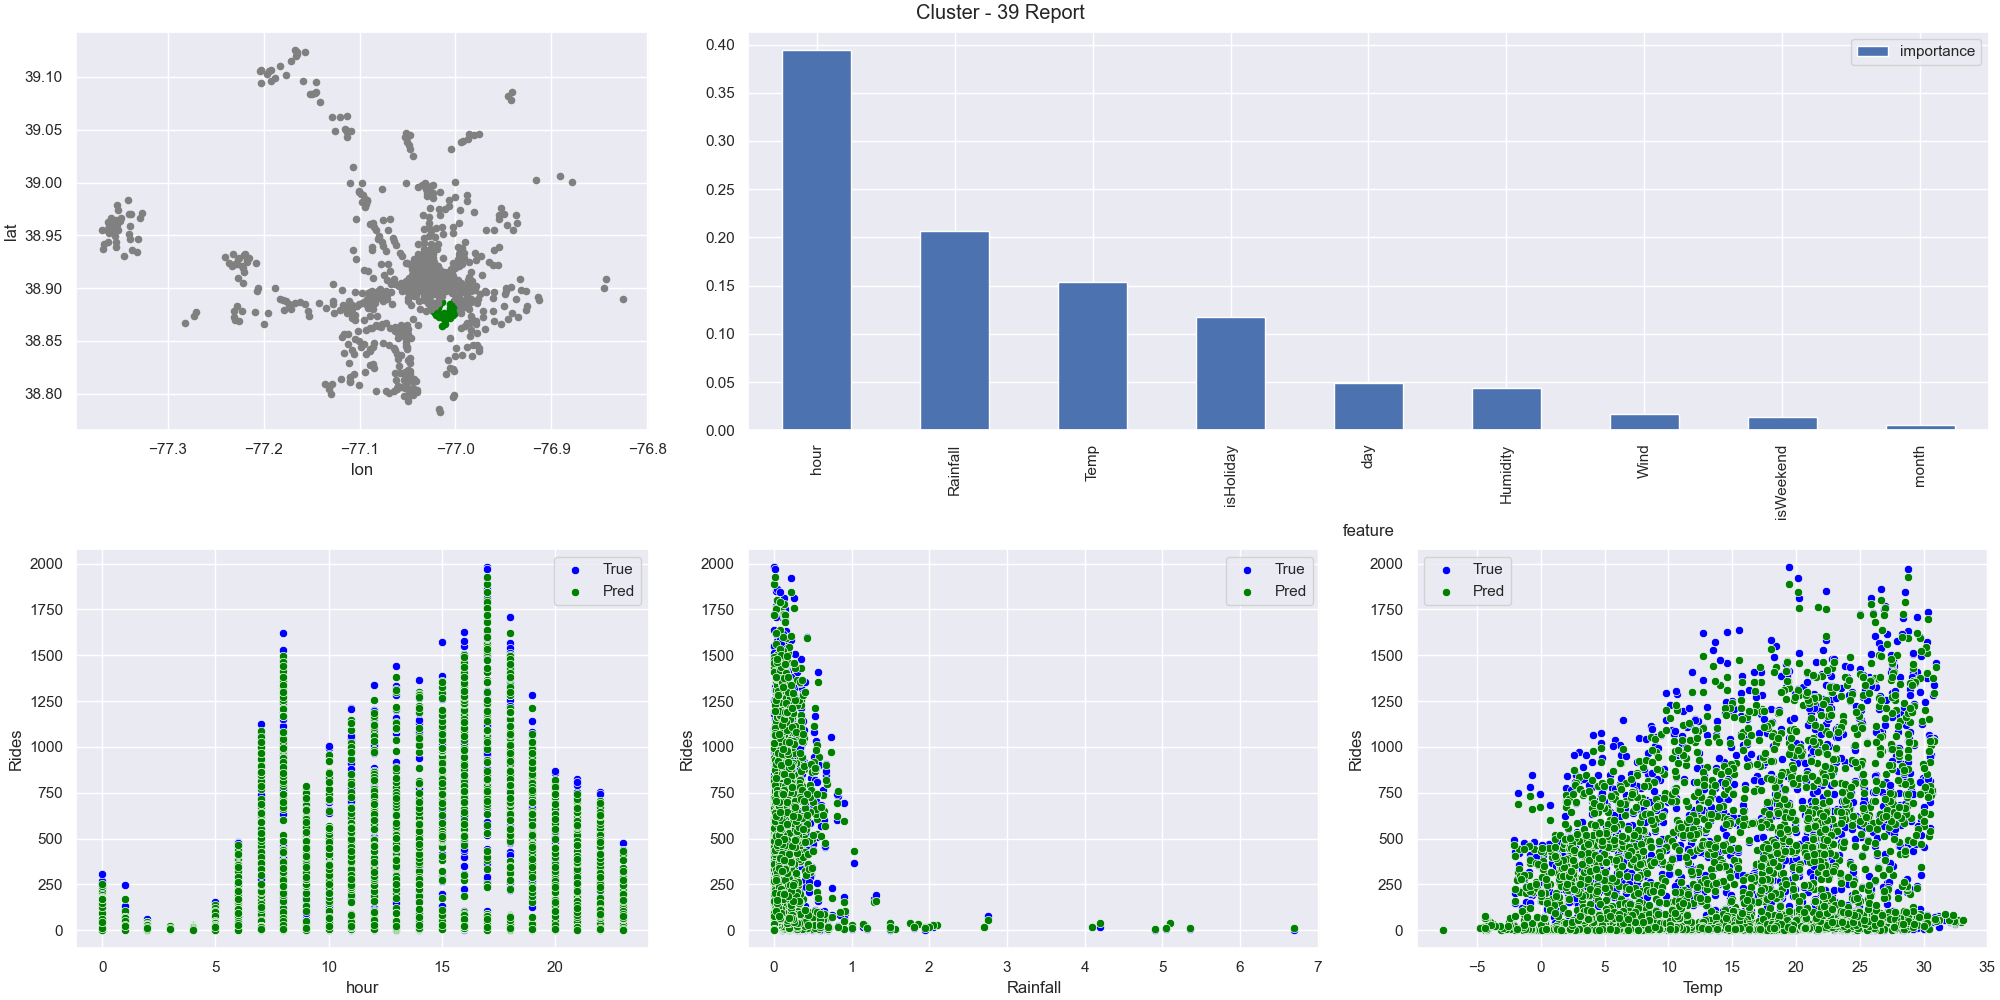 Cluster - 39 Report
39.10
39.05
39.00
38.95
38.90
38.85
38.80
lat
−77.3 −77.2 −77.1 −77.0 −76.9 −76.8
lon
0.40
0.35
0.30
0.25
0.20
0.15
0.10
0.05
0.00
importance
hour Rainfall Temp isHoliday day Humidity Wind isWeekend month
feature
2000
1750
1500
1250
1000
750
500
250
0
Rides
True
Pred
0 5 10 15 20
hour
2000
1750
1500
1250
1000
750
500
250
0
Rides
True
Pred
0 1 2 3 4 5 6 7
Rainfall
2000
1750
1500
1250
1000
750
500
250
0
Rides
True
Pred
−5 0 5 10 15 20 25 30 35
Temp